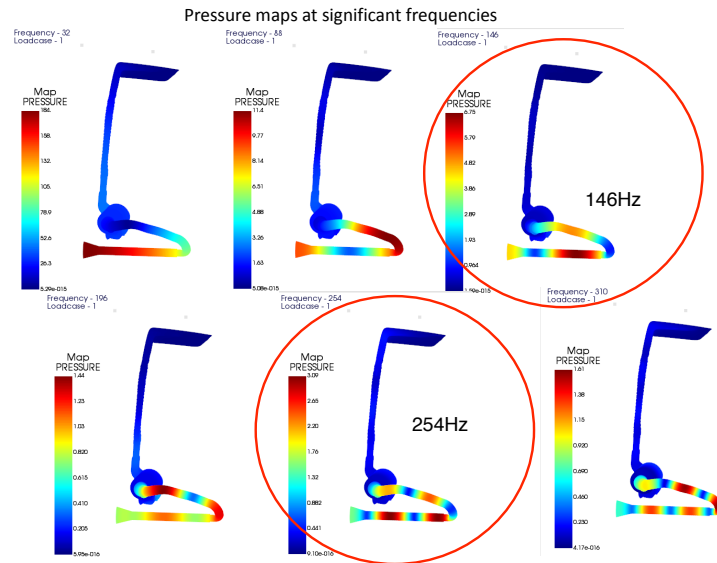 Pressure maps at significant frequencies
Frequency - 32
Loadcase - 1
Map
PRESSURE
184.
158.
132.
105.
78.9
52.6
26.3
5.29e-015
Frequency - 88
Loadcase - 1
Map
PRESSURE
11.4
9.77
8.14
6.51
4.88
3.26
1.63
5.08e-015
Frequency - 146
Loadcase - 1
Map
PRESSURE
6.75
5.79
4.82
3.86
2.89
1.93
0.964
146Hz
Frequency - 196
Loadcase - 1
Map
PRESSURE
1.44
1.23
1.03
0.820
0.615
0.410
0.205
5.95e-016
Frequency - 254
Loadcase - 1
Map
PRESSURE
3.09
2.65
2.20
1.76
1.32
0.882
0.441
9.10e-016
254Hz
Frequency - 310
Loadcase - 1
Map
PRESSURE
1.61
1.38
1.15
0.920
0.690
0.460
0.230
4.17e-016